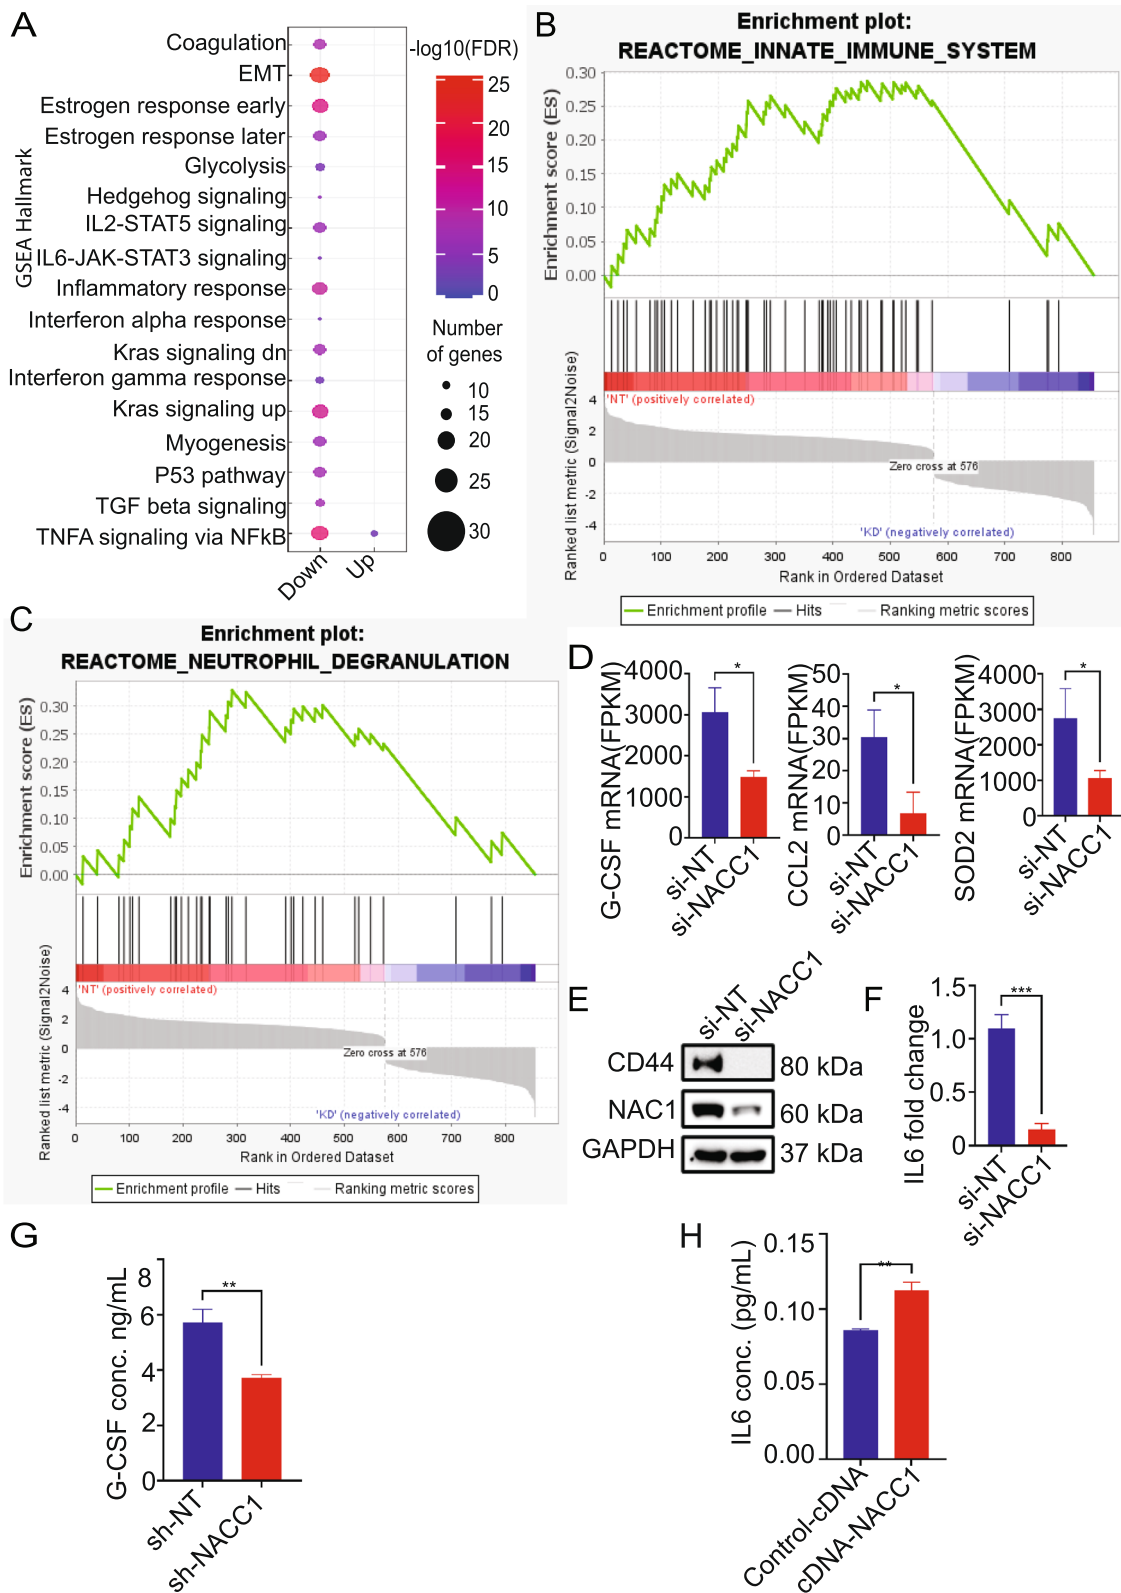 A
GSEA Hallmark
Coagulation
EMT
Estrogen response early
Estrogen response later
Glycolysis
Hedgehog signaling
IL2-STAT5 signaling
IL6-JAK-STAT3 signaling
Inflammatory response
Interferon alpha response
Kras signaling dn
Interferon gamma response
Kras signaling up
Myogenesis
P53 pathway
TGF beta signaling
TNFA signaling via NFkB
Down
Up
-log10(FDR)
25
20
15
10
5
0
Number
of genes
10
15
20
25
30
B
Enrichment plot:
REACTOME_INNATE_IMMUNE_SYSTEM
Enrichment score (ES)
0.30
0.25
0.20
0.15
0.10
0.05
0.00
Ranked list metric (Signal2Noise)
'NT' (positively correlated)
4
2
0
-2
-4
Zero cross at 576
'KD' (negatively correlated)
0 100 200 300 400 500 600 700 800
Rank in Ordered Dataset
Enrichment profile Hits Ranking metric scores
C
Enrichment plot:
REACTOME_NEUTROPHIL_DEGRANULATION
Enrichment score (ES)
0.30
0.25
0.20
0.15
0.10
0.05
0.00
Ranked list metric (Signal2Noise)
'NT' (positively correlated)
4
2
0
-2
-4
Zero cross at 576
'KD' (negatively correlated)
0 100 200 300 400 500 600 700 800
Rank in Ordered Dataset
Enrichment profile Hits Ranking metric scores
D
G-CSF mRNA(FPKM)
4000
3000
2000
1000
0
*
si-NT
si-NACC1
CCL2 mRNA(FPKM)
50
40
30
20
10
0
*
si-NT
si-NACC1
SOD2 mRNA(FPKM)
4000
3000
2000
1000
0
*
si-NT
si-NACC1
E
si-NT
si-NACC1
CD44 80 kDa
NAC1 60 kDa
GAPDH 37 kDa
F
IL6 fold change
1.5
1.0
0.5
0
***
si-NT
si-NACC1
G
G-CSF conc. ng/mL
8
6
4
2
0
**
sh-NT
sh-NACC1
H
IL6 conc. (pg/mL)
0.15
0.10
0.05
0.00
**
Control-cDNA
cDNA-NACC1